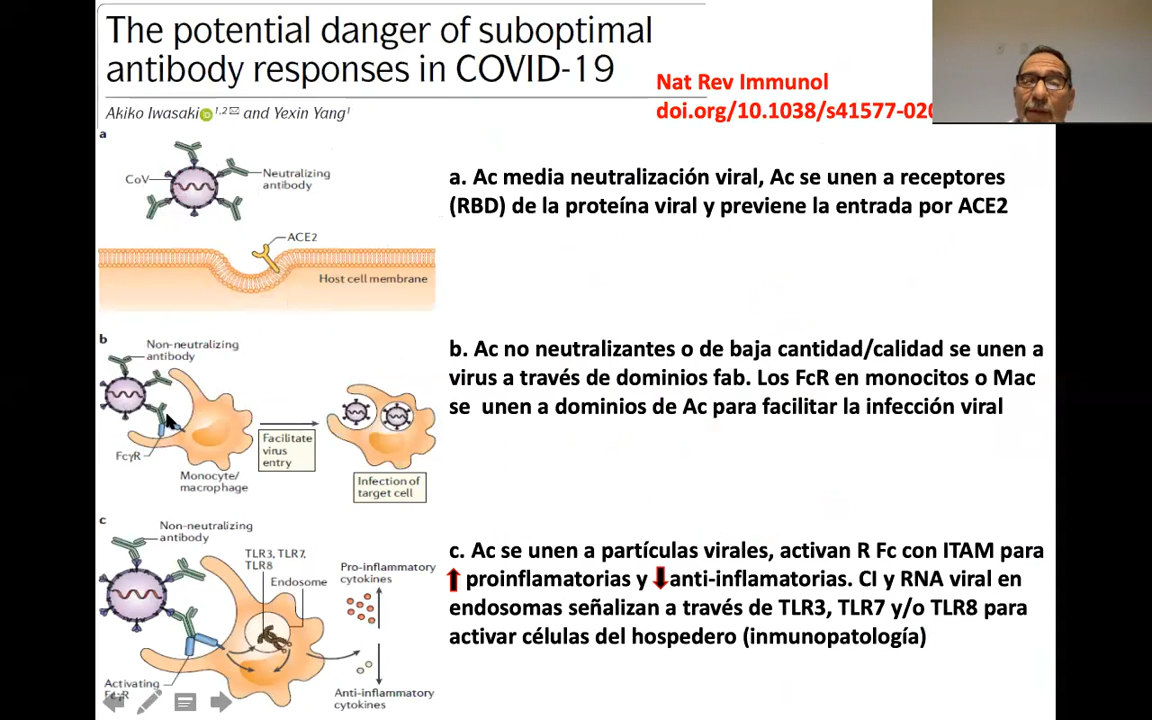 The potential danger of suboptimal
antibody responses in COVID-19
Akiko Iwasaki 1,2 and Yexin Yang1
Nat Rev Immunol
doi.org/10.1038/s41577-020
a
CoV
Neutralizing
antibody
ACE2
Host cell membrane
a. Ac media neutralización viral, Ac se unen a receptores
(RBD) de la proteína viral y previene la entrada por ACE2
b
Non-neutralizing
antibody
FcγR
Monocyte/
macrophage
Facilitate
virus
entry
Infection of
target cell
b. Ac no neutralizantes o de baja cantidad/calidad se unen a
virus a través de dominios fab. Los FcR en monocitos o Mac
se unen a dominios de Ac para facilitar la infección viral
c
Non-neutralizing
antibody
TLR3, TLR7,
TLR8
Endosome
Pro-inflammatory
cytokines
Activating
FcγR
Anti-inflammatory
cytokines
c. Ac se unen a partículas virales, activan R Fc con ITAM para
proinflamatorias y anti-inflamatorias. CI y RNA viral en
endosomas señalizan a través de TLR3, TLR7 y/o TLR8 para
activar células del hospedero (inmunopatología)